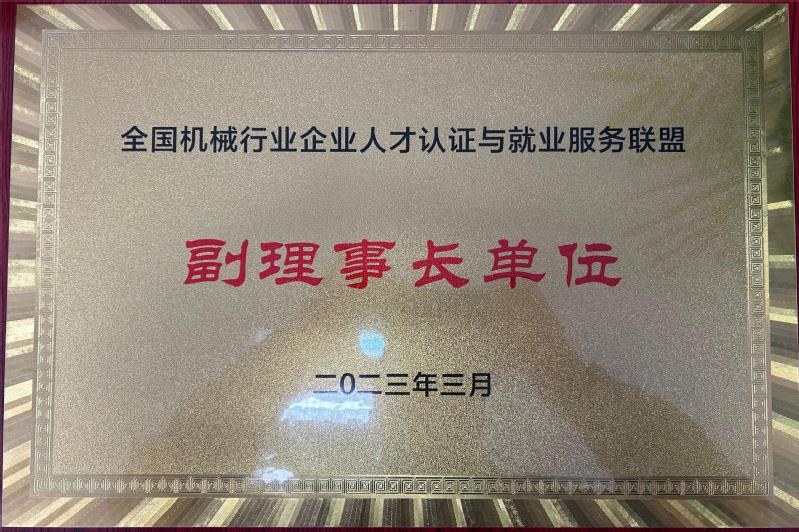 全国机械行业企业人才认证与就业服务联盟
副理事长单位
二0二三年三月